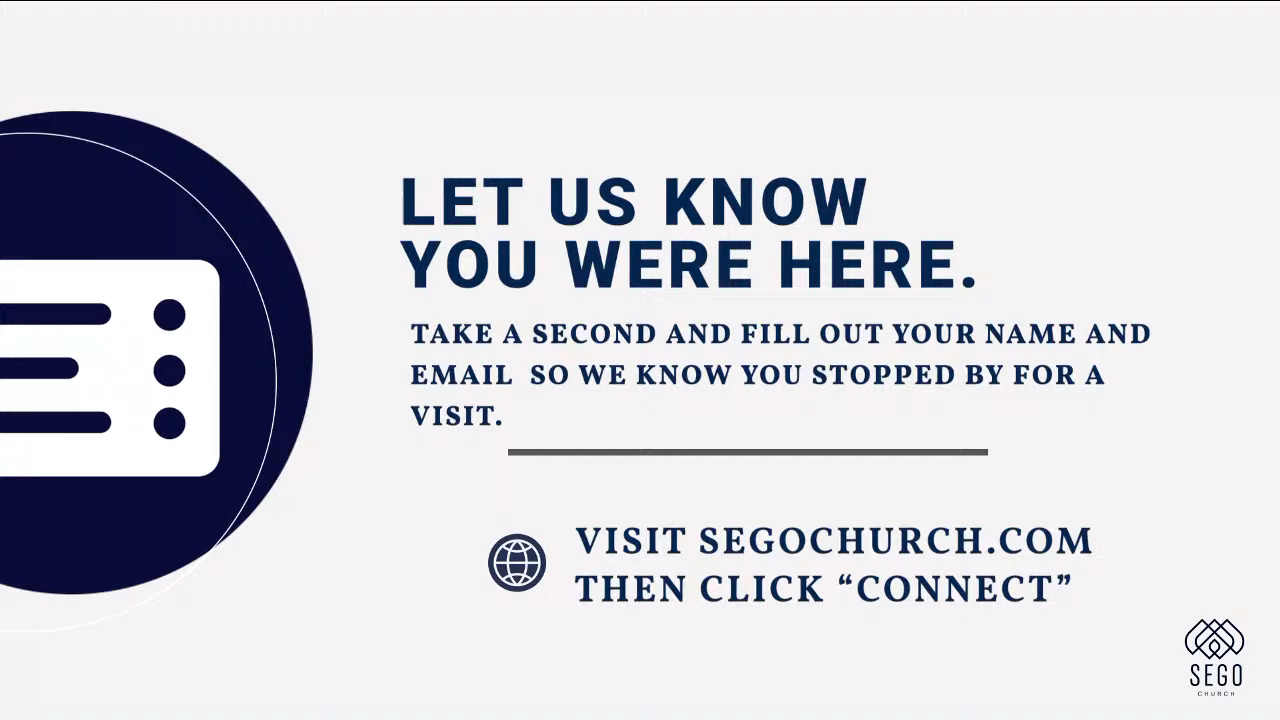 LET US KNOW
YOU WERE HERE.
TAKE A SECOND AND FILL OUT YOUR NAME AND
EMAIL  SO WE KNOW YOU STOPPED BY FOR A
VISIT.
VISIT SEGOCHURCH.COM
THEN CLICK “CONNECT”
SEGO
CHURCH